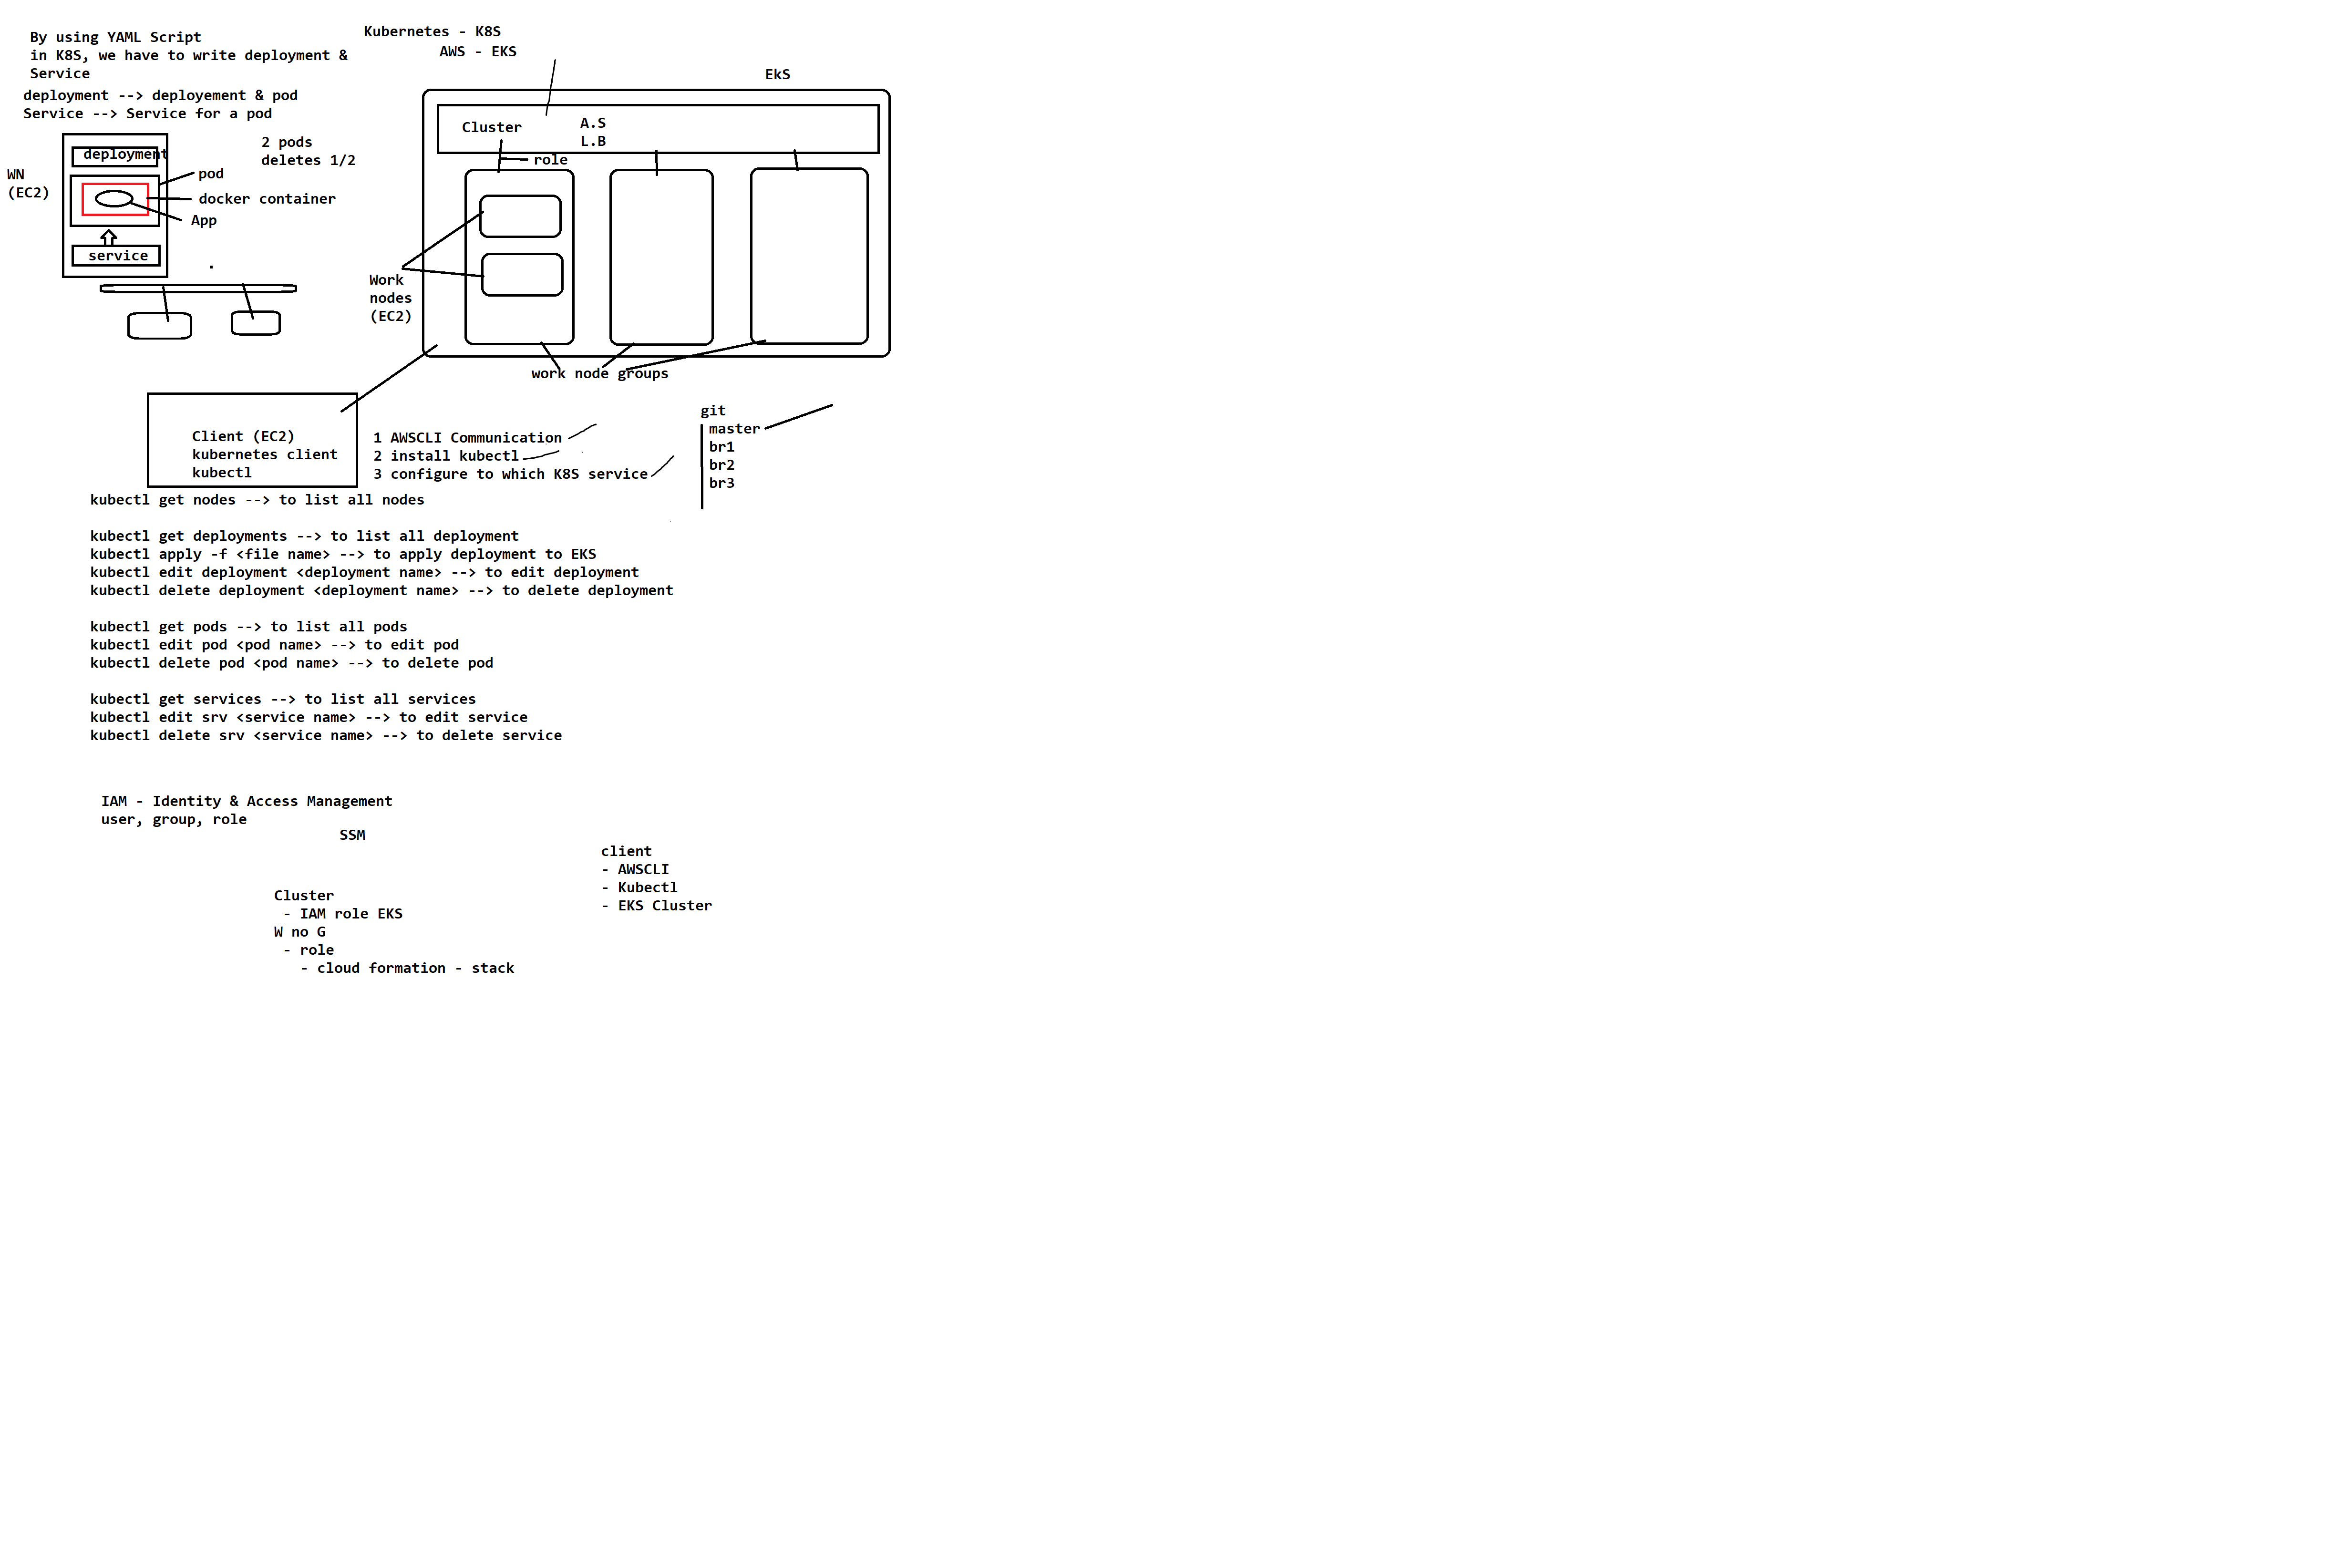 By using YAML Script
in K8S, we have to write deployment &
Service
deployment --> deployement & pod
Service --> Service for a pod
Kubernetes - K8S
AWS - EKS
EkS
deployment
2 pods
deletes 1/2
WN
(EC2)
pod
docker container
App
service
Cluster
A.S
L.B
role
Work
nodes
(EC2)
work node groups
Client (EC2)
kubernetes client
kubectl
1 AWSCLI Communication
2 install kubectl
3 configure to which K8S service
git
master
br1
br2
br3
kubectl get nodes --> to list all nodes
kubectl get deployments --> to list all deployment
kubectl apply -f <file name> --> to apply deployment to EKS
kubectl edit deployment <deployment name> --> to edit deployment
kubectl delete deployment <deployment name> --> to delete deployment
kubectl get pods --> to list all pods
kubectl edit pod <pod name> --> to edit pod
kubectl delete pod <pod name> --> to delete pod
kubectl get services --> to list all services
kubectl edit srv <service name> --> to edit service
kubectl delete srv <service name> --> to delete service
IAM - Identity & Access Management
user, group, role
SSM
Cluster
- IAM role EKS
W no G
- role
- cloud formation - stack
client
- AWSCLI
- Kubectl
- EKS Cluster